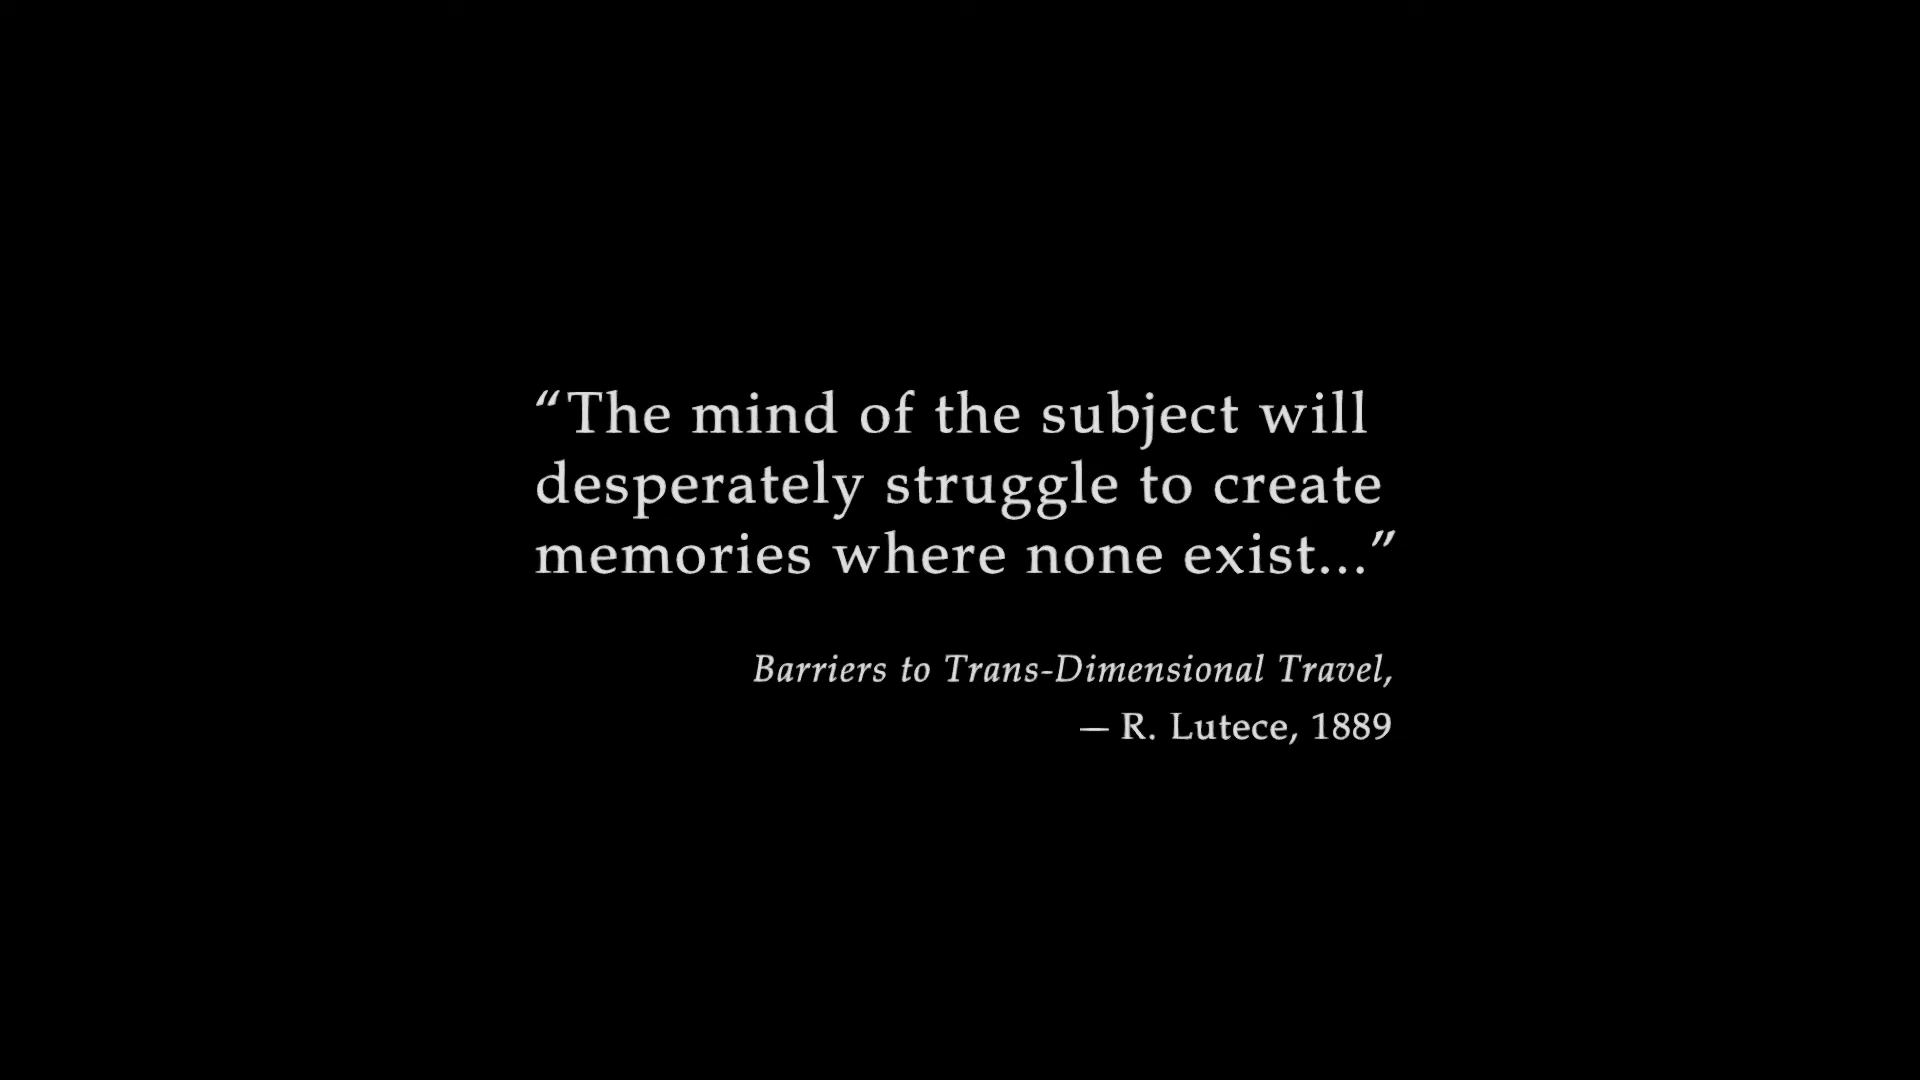 “The mind of the subject will
desperately struggle to create
memories where none exist...”
Barriers to Trans-Dimensional Travel,
— R. Lutece, 1889